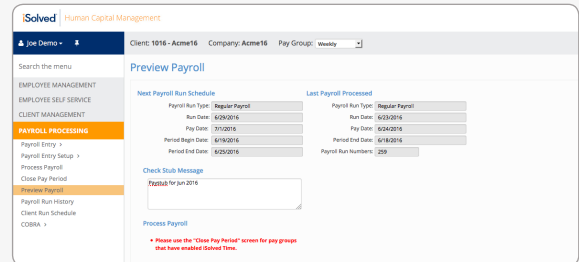 iSolved Human Capital Management
Joe Demo
Client: 1016 - Acme16 Company: Acme16 Pay Group: Weekly
Search the menu
EMPLOYEE MANAGEMENT
EMPLOYEE SELF SERVICE
CLIENT MANAGEMENT
PAYROLL PROCESSING
Payroll Entry >
Payroll Entry Setup >
Process Payroll
Close Pay Period
Preview Payroll
Payroll Run History
Client Run Schedule
COBRA >
Preview Payroll
Next Payroll Run Schedule
Payroll Run Type: Regular Payroll
Run Date: 6/29/2016
Pay Date: 7/1/2016
Period Begin Date: 6/19/2016
Period End Date: 6/25/2016
Last Payroll Processed
Payroll Run Type: Regular Payroll
Run Date: 6/23/2016
Pay Date: 6/24/2016
Period End Date: 6/18/2016
Payroll Run Numbers: 259
Check Stub Message
Paystub for Jun 2016
Process Payroll
• Please use the "Close Pay Period" screen for pay groups
that have enabled iSolved Time.